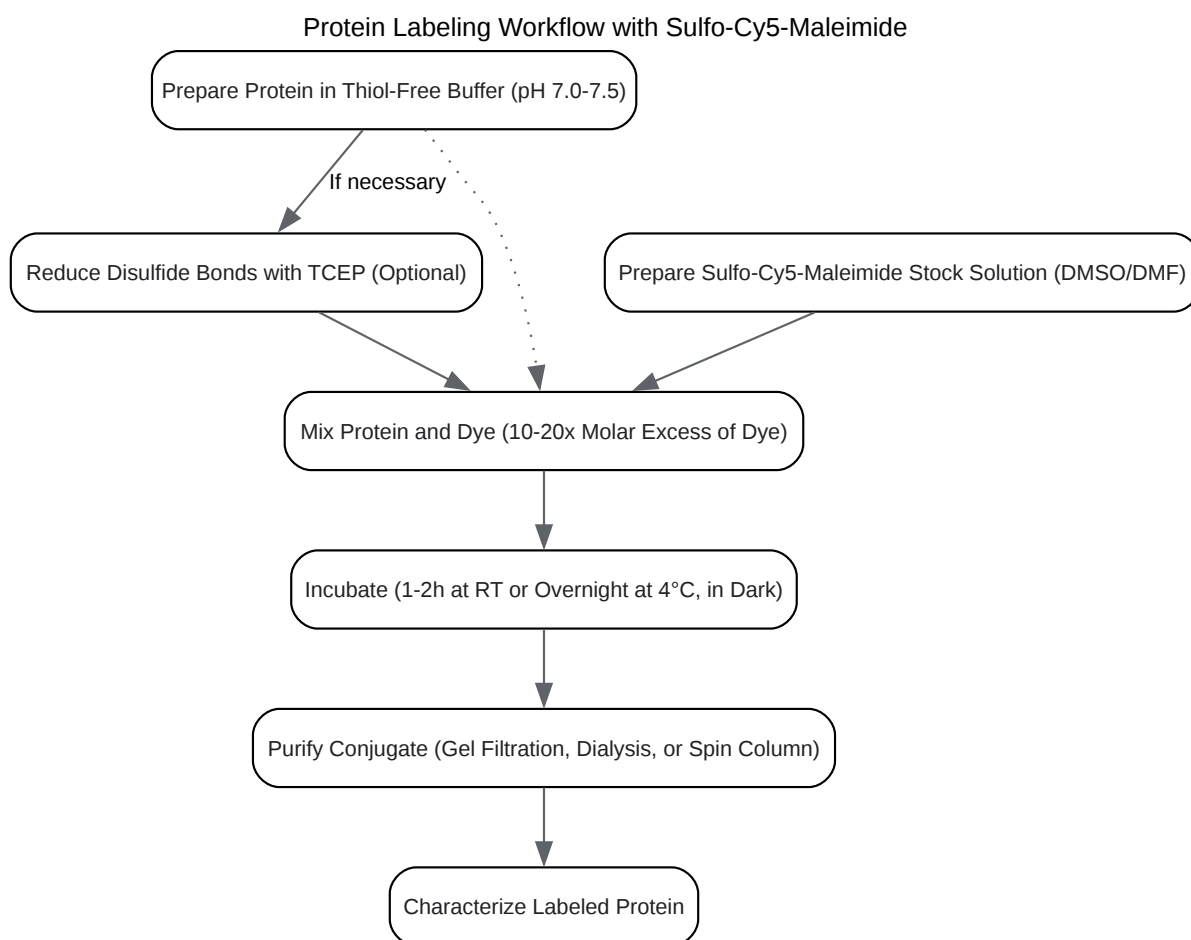 Protein Labeling Workflow with Sulfo-Cy5-Maleimide
Prepare Protein in Thiol-Free Buffer (pH 7.0-7.5)
If necessary
Reduce Disulfide Bonds with TCEP (Optional)
Prepare Sulfo-Cy5-Maleimide Stock Solution (DMSO/DMF)
Mix Protein and Dye (10-20x Molar Excess of Dye)
Incubate (1-2h at RT or Overnight at 4°C, in Dark)
Purify Conjugate (Gel Filtration, Dialysis, or Spin Column)
Characterize Labeled Protein